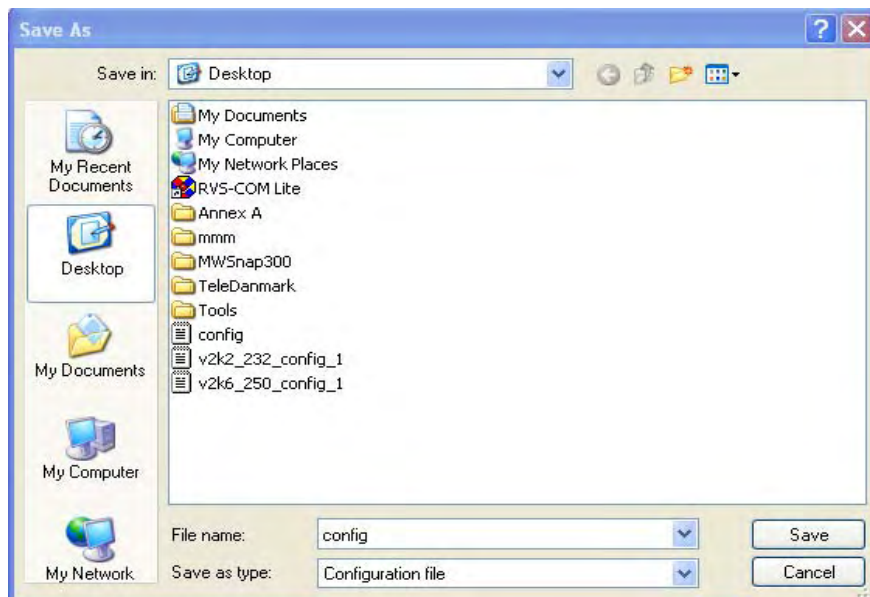 Save As
Save in:
Desktop
My Recent
Documents
Desktop
My Documents
My Computer
My Network
My Documents
My Computer
My Network Places
RVS-COM Lite
Annex A
mmm
MWSnap300
TeleDanmark
Tools
config
v2k2_232_config_1
v2k6_250_config_1
File name:
config
Save
Save as type:
Configuration file
Cancel